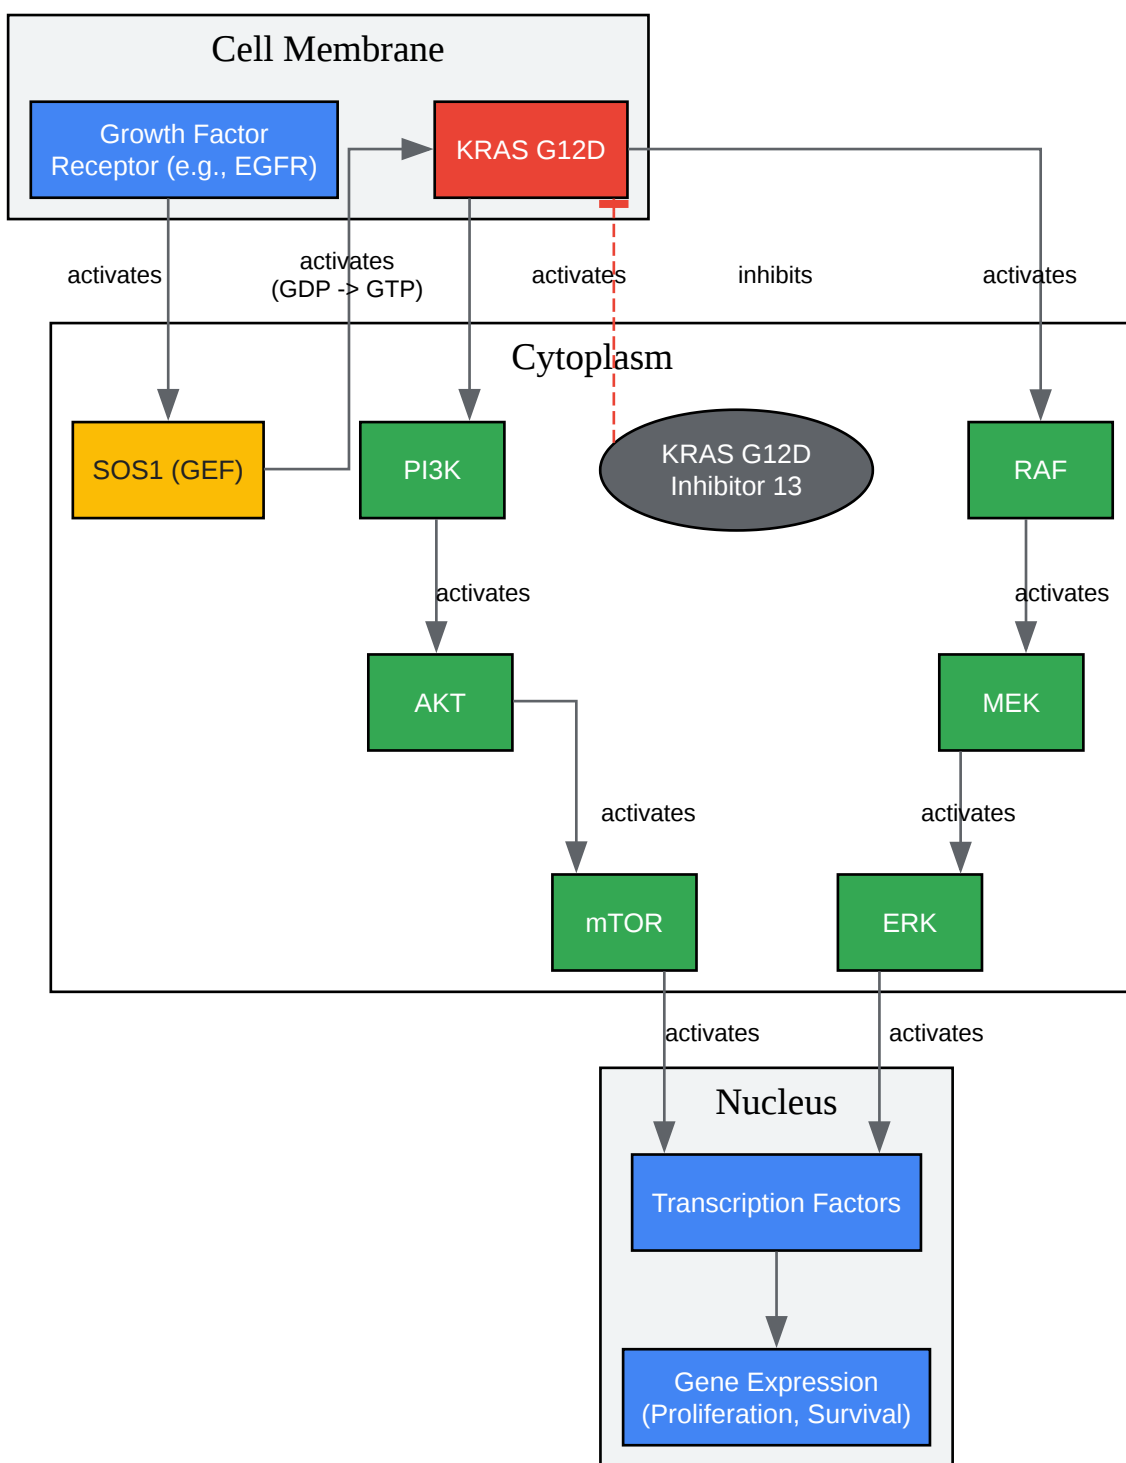 Cell Membrane
Growth Factor
Receptor (e.g., EGFR)
KRAS G12D
activates
activates
(GDP -> GTP)
activates
inhibits
activates
Cytoplasm
SOS1 (GEF)
PI3K
KRAS G12D
Inhibitor 13
RAF
activates
activates
AKT
MEK
activates
activates
mTOR
ERK
activates
activates
Nucleus
Transcription Factors
Gene Expression
(Proliferation, Survival)